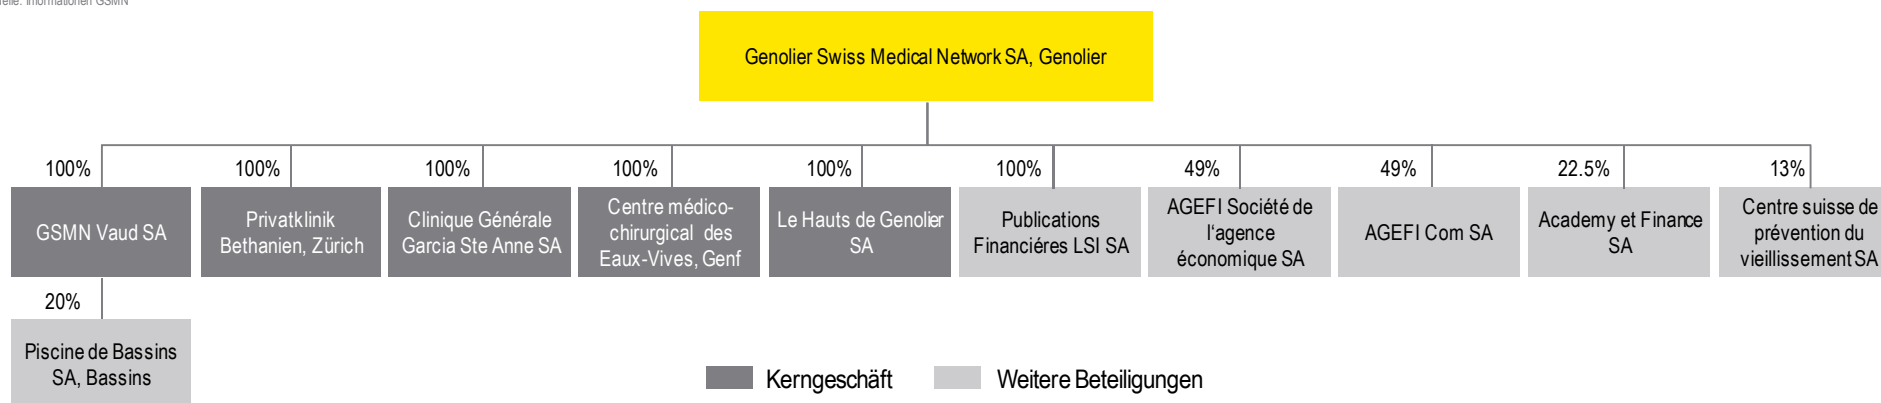 Informationen GSMN
Genolier Swiss Medical Network SA, Genolier
100%
100%
100%
100%
100%
100%
49%
49%
22.5%
13%
GSMN Vaud SA
Privatklinik
Bethanien, Zürich
Clinique Générale
Garcia Ste Anne SA
Centre médico-
chirurgical des
Eaux-Vives, Genf
Le Hauts de Genolier
SA
Publications
Financiéres LSI SA
AGEFI Société de
l‘agence
économique SA
AGEFI Com SA
Academy et Finance
SA
Centre suisse de
prévention du
vieillissement SA
20%
Piscine de Bassins
SA, Bassins
Kerngeschäft
Weitere Beteiligungen